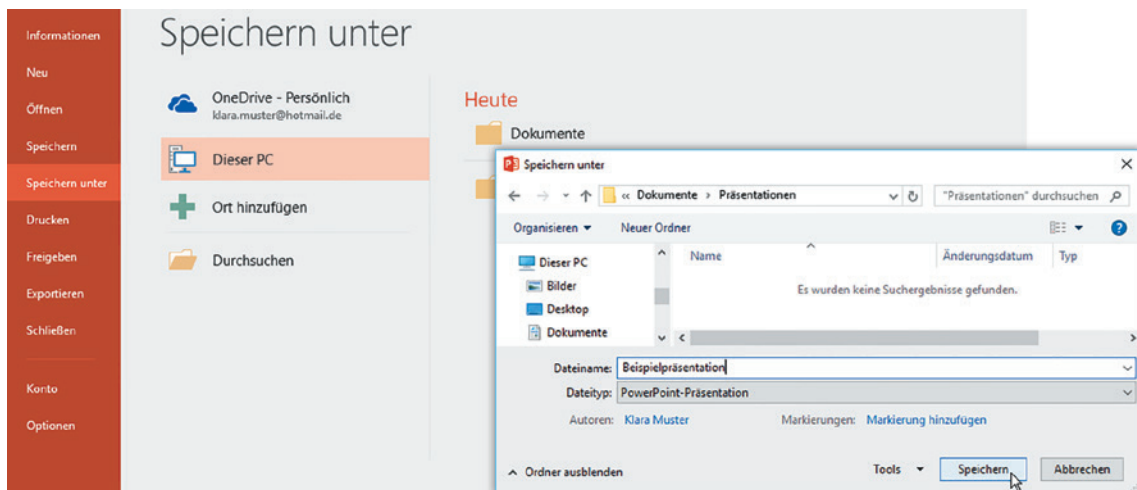 Informationen
Neu
Öffnen
Speichern
Speichern unter
Drucken
Freigeben
Exportieren
Schließen
Konto
Optionen
Speichern unter
OneDrive - Persönlich
klara.muster@hotmail.de
Dieser PC
Ort hinzufügen
Durchsuchen
Heute
Dokumente
Speichern unter
« Dokumente › Präsentationen
"Präsentationen" durchsuchen
Organisieren
Neuer Ordner
Dieser PC
Bilder
Desktop
Dokumente
Name
Änderungsdatum
Typ
Es wurden keine Suchergebnisse gefunden.
Dateiname: Beispielpräsentation
Dateityp: PowerPoint-Präsentation
Autoren: Klara Muster
Markierungen: Markierung hinzufügen
Ordner ausblenden
Tools
Speichern
Abbrechen